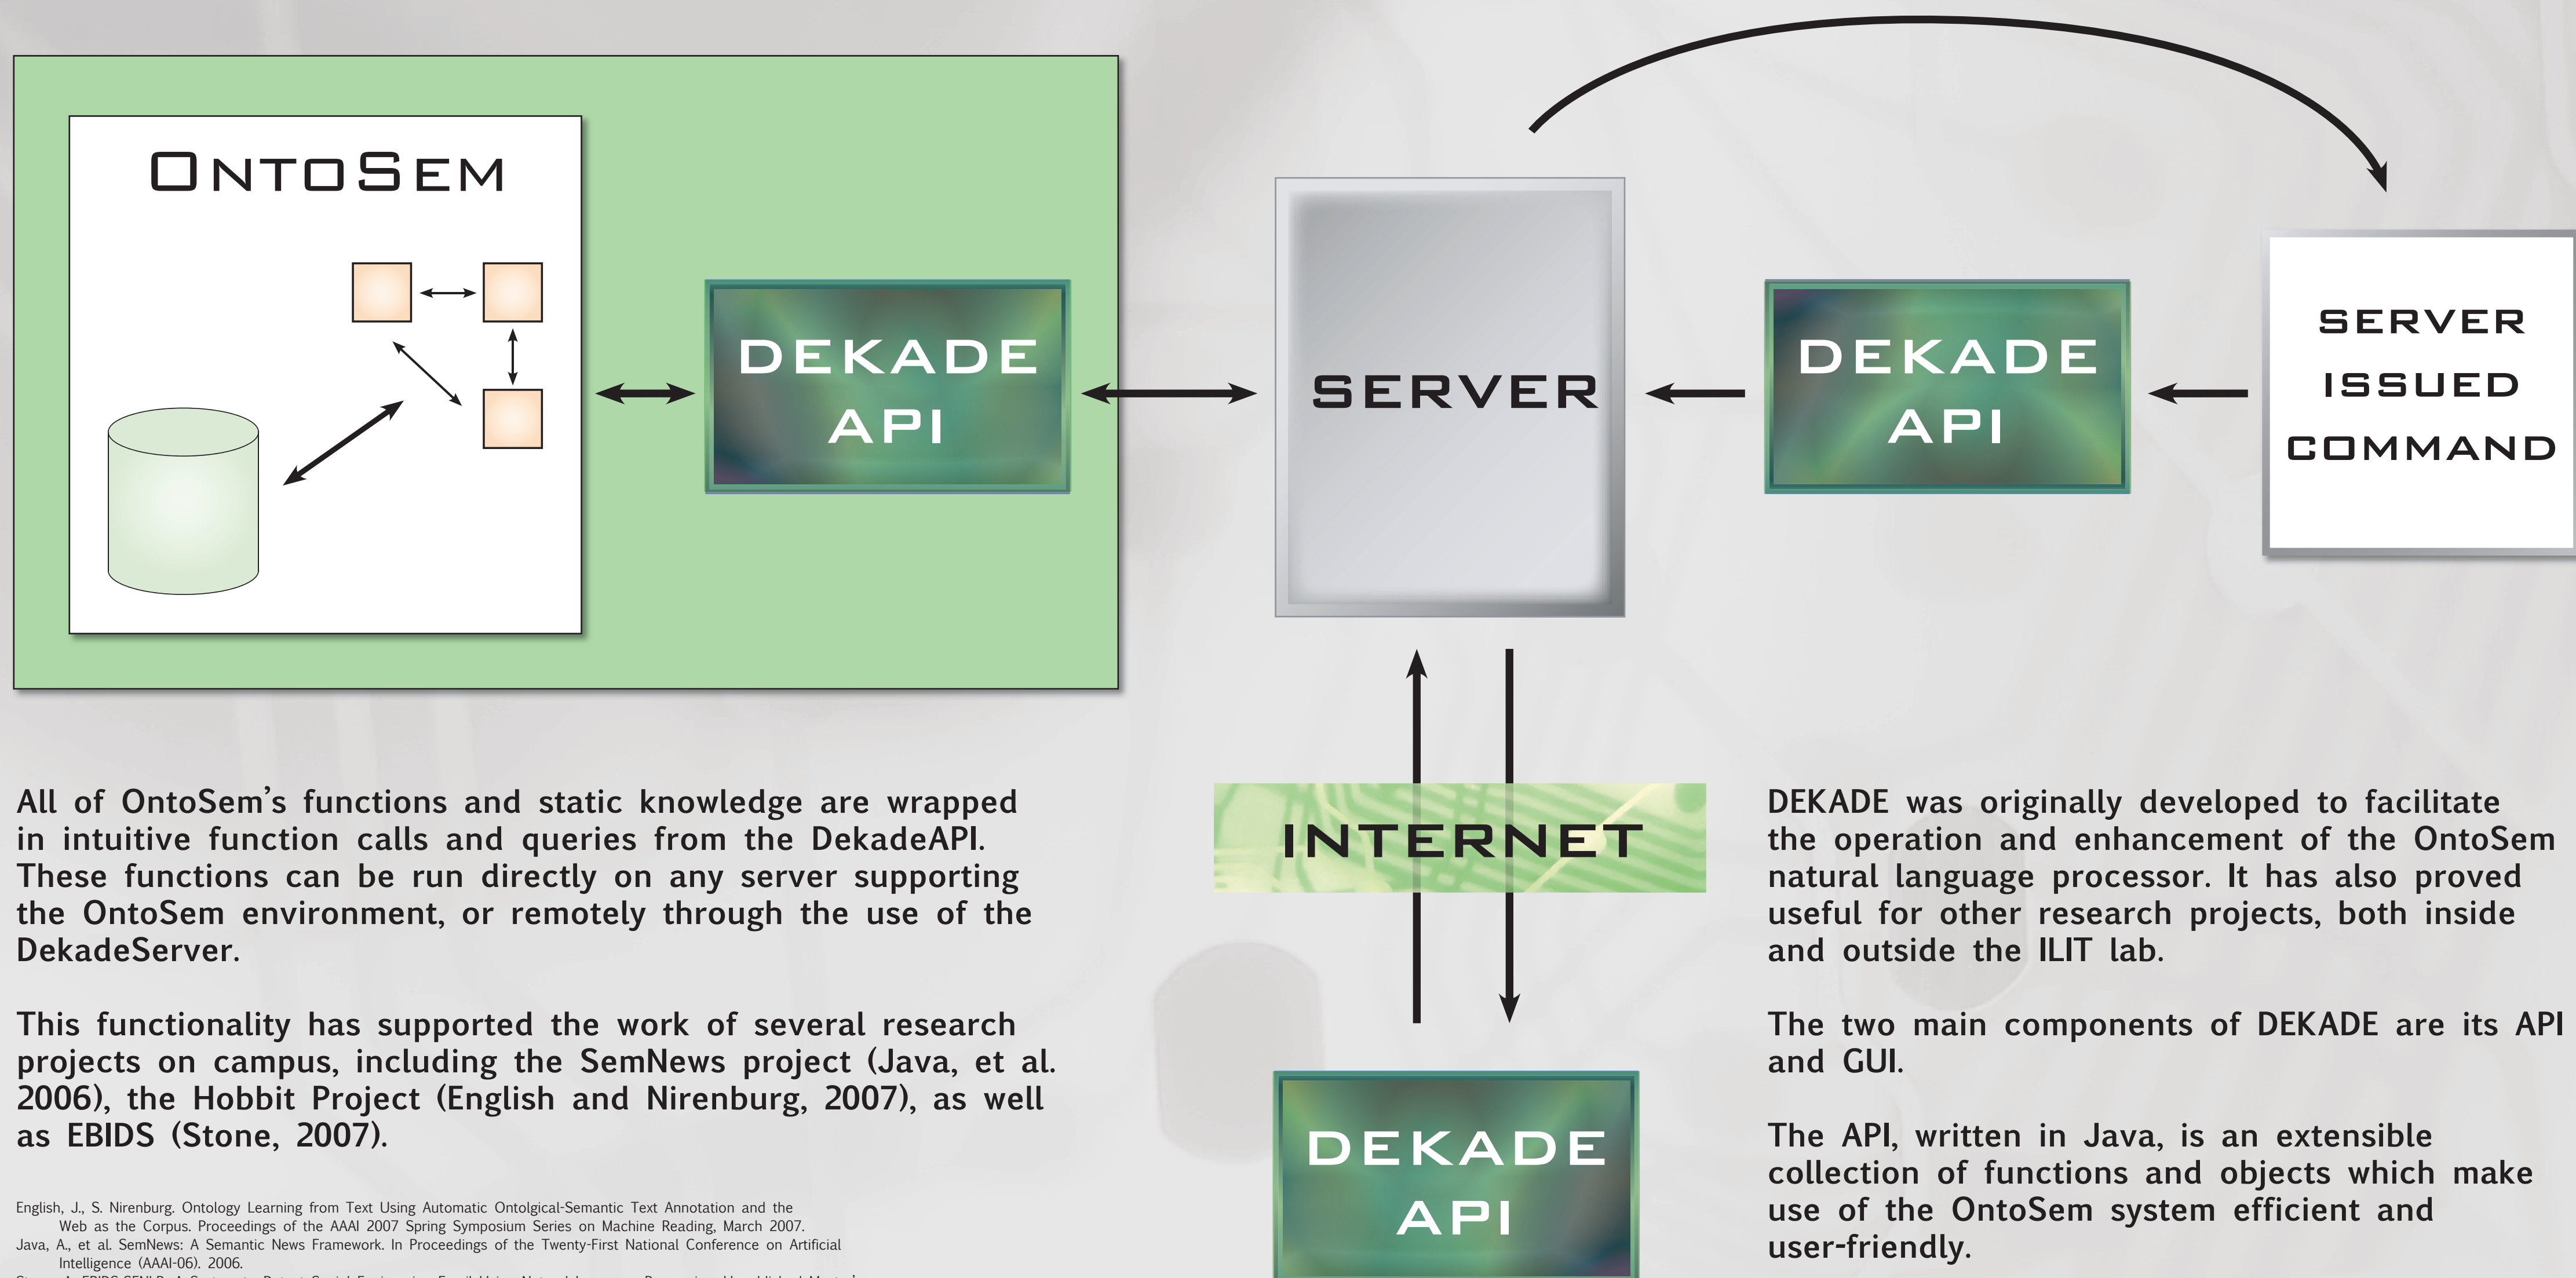 ONTOSEM
DEKADE
API
SERVER
DEKADE
API
SERVER
ISSUED
COMMAND
INTERNET
DEKADE
API
All of OntoSem's functions and static knowledge are wrapped
in intuitive function calls and queries from the DekadeAPI.
These functions can be run directly on any server supporting
the OntoSem environment, or remotely through the use of the
DekadeServer.
This functionality has supported the work of several research
projects on campus, including the SemNews project (Java, et al.
2006), the Hobbit Project (English and Nirenburg, 2007), as well
as EBIDS (Stone, 2007).
English, J., S. Nirenburg. Ontology Learning from Text Using Automatic Ontolgical-Semantic Text Annotation and the
Web as the Corpus. Proceedings of the AAAI 2007 Spring Symposium Series on Machine Reading, March 2007.
Java, A., et al. SemNews: A Semantic News Framework. In Proceedings of the Twenty-First National Conference on Artificial
Intelligence (AAAI-06). 2006.
DEKADE was originally developed to facilitate
the operation and enhancement of the OntoSem
natural language processor. It has also proved
useful for other research projects, both inside
and outside the ILIT lab.
The two main components of DEKADE are its API
and GUI.
The API, written in Java, is an extensible
collection of functions and objects which make
use of the OntoSem system efficient and
user-friendly.